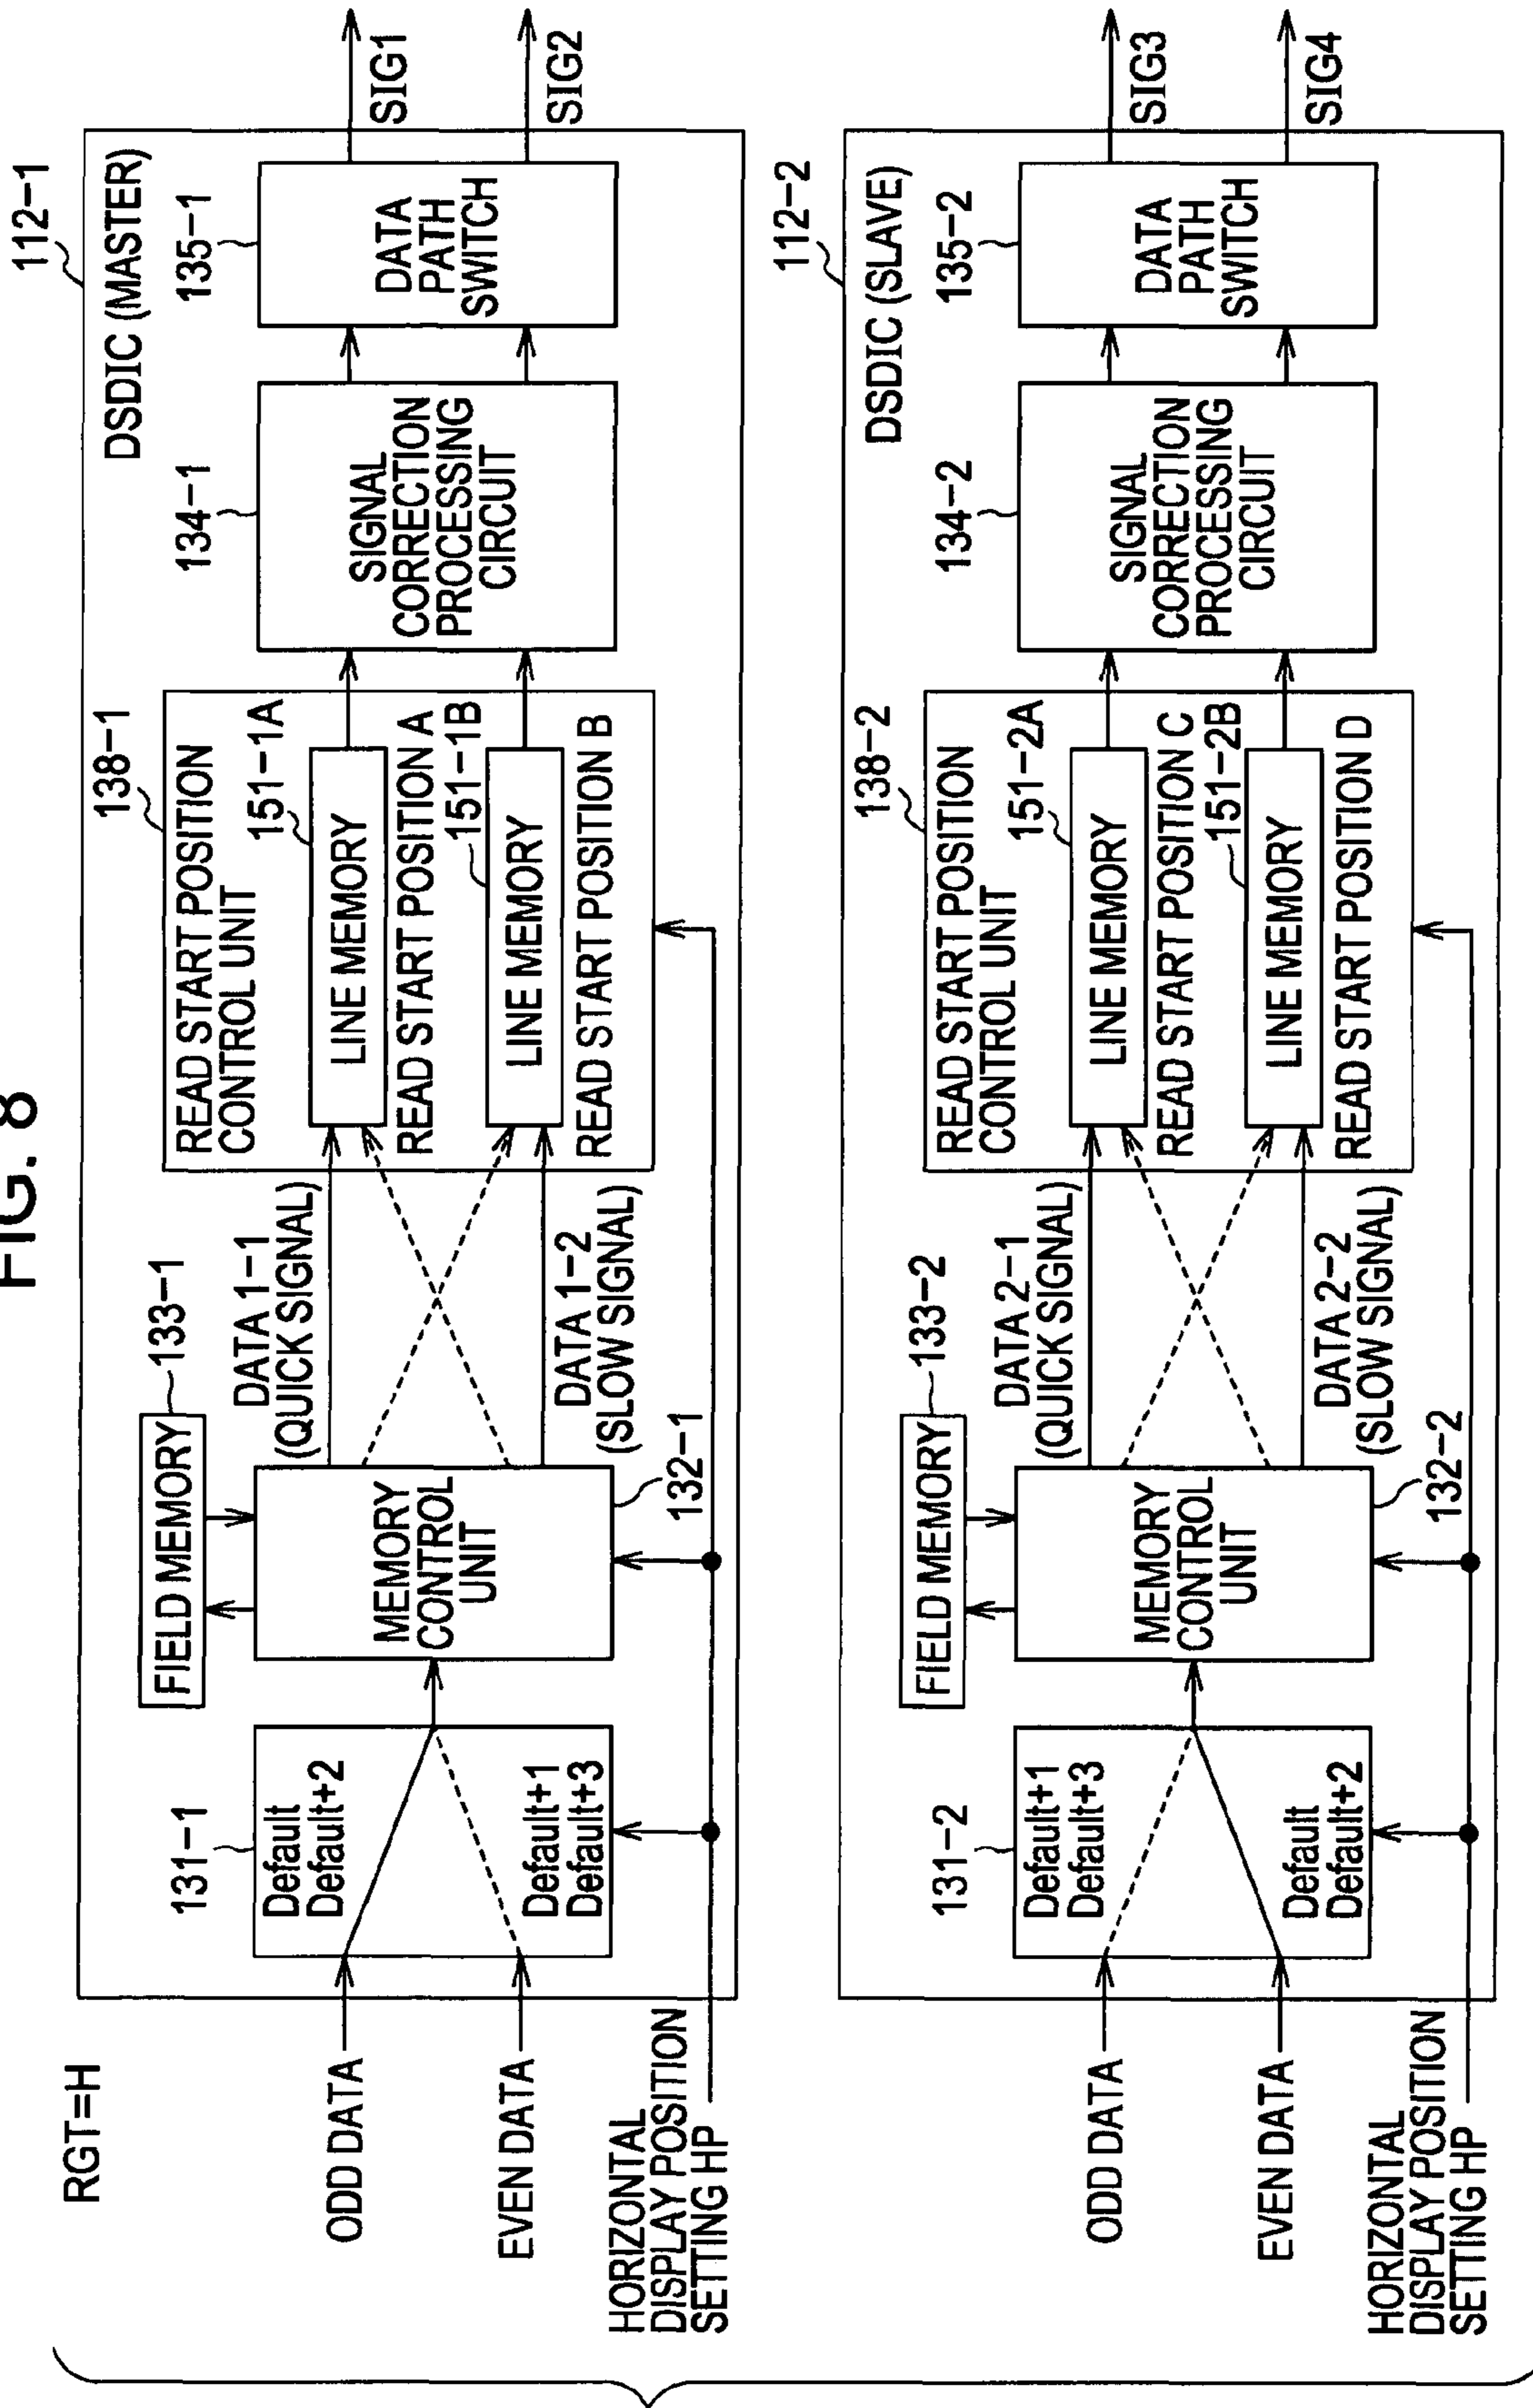 FIG. 8
RGT=H
112-1
DSDIC (MASTER)
ODD DATA
EVEN DATA
HORIZONTAL
DISPLAY POSITION
SETTING HP
131-1
Default
Default+2
Default+1
Default+3
FIELD MEMORY
133-1
MEMORY
CONTROL
UNIT
132-1
DATA 1-1
(QUICK SIGNAL)
DATA 1-2
(SLOW SIGNAL)
138-1
READ START POSITION
CONTROL UNIT
151-1A
LINE MEMORY
READ START POSITION A
151-1B
LINE MEMORY
READ START POSITION B
134-1
SIGNAL
CORRECTION
PROCESSING
CIRCUIT
135-1
DATA
PATH
SWITCH
SIG1
SIG2
112-2
DSDIC (SLAVE)
ODD DATA
EVEN DATA
HORIZONTAL
DISPLAY POSITION
SETTING HP
131-2
Default+1
Default+3
Default
Default+2
FIELD MEMORY
133-2
MEMORY
CONTROL
UNIT
132-2
DATA 2-1
(QUICK SIGNAL)
DATA 2-2
(SLOW SIGNAL)
138-2
READ START POSITION
CONTROL UNIT
151-2A
LINE MEMORY
READ START POSITION C
151-2B
LINE MEMORY
READ START POSITION D
134-2
SIGNAL
CORRECTION
PROCESSING
CIRCUIT
135-2
DATA
PATH
SWITCH
SIG3
SIG4